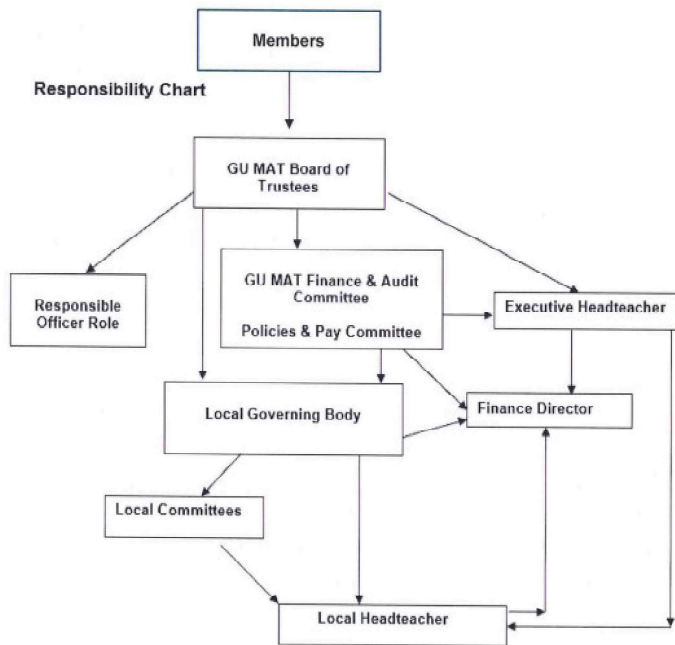 Members
Responsibility Chart
GU MAT Board of
Trustees
Responsible
Officer Role
GU MAT Finance & Audit
Committee
Policies & Pay Committee
Executive Headteacher
Local Governing Body
Finance Director
Local Committees
Local Headteacher